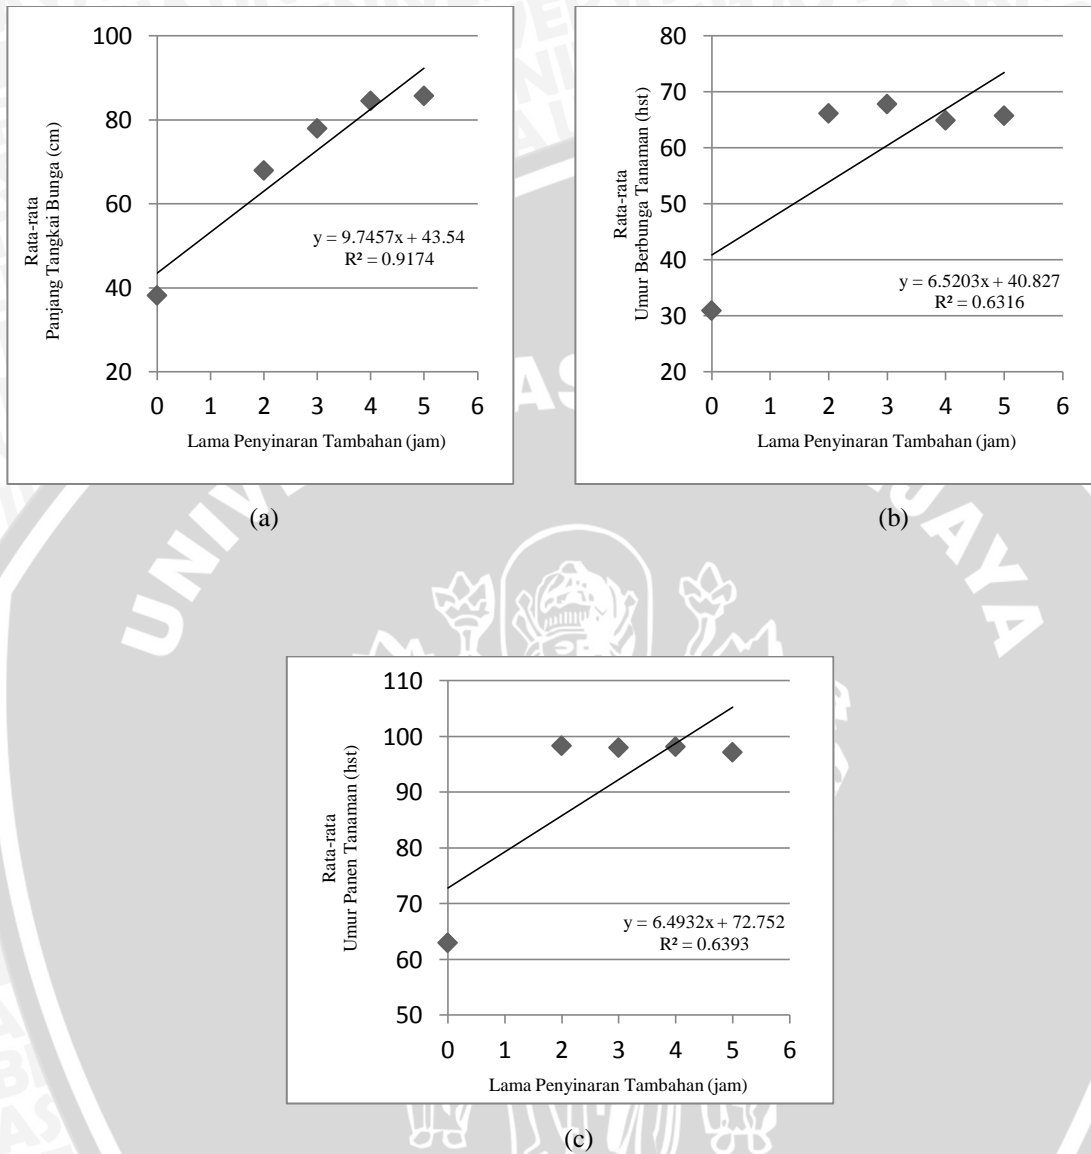 100
80
60
40
20
0 1 2 3 4 5 6
Rata-rata
Panjang Tangkai Bunga (cm)
Lama Penyinaran Tambahan (jam)
y = 9.7457x + 43.54
R² = 0.9174
(a)
80
70
60
50
40
30
20
0 1 2 3 4 5 6
Rata-rata
Umur Berbunga Tanaman (hst)
Lama Penyinaran Tambahan (jam)
y = 6.5203x + 40.827
R² = 0.6316
(b)
110
100
90
80
70
60
50
0 1 2 3 4 5 6
Rata-rata
Umur Panen Tanaman (hst)
Lama Penyinaran Tambahan (jam)
y = 6.4932x + 72.752
R² = 0.6393
(c)